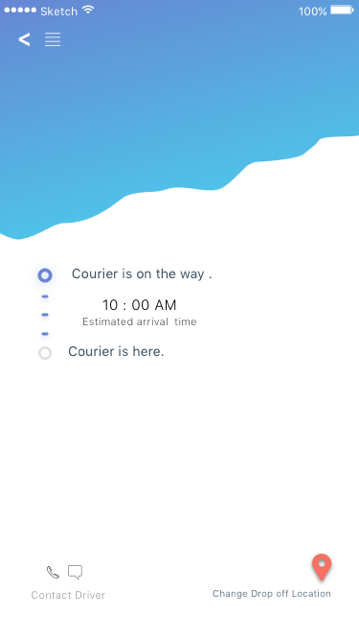 Sketch 100%
Courier is on the way .
10 : 00 AM
Estimated arrival time
Courier is here.
Contact Driver
Change Drop off Location